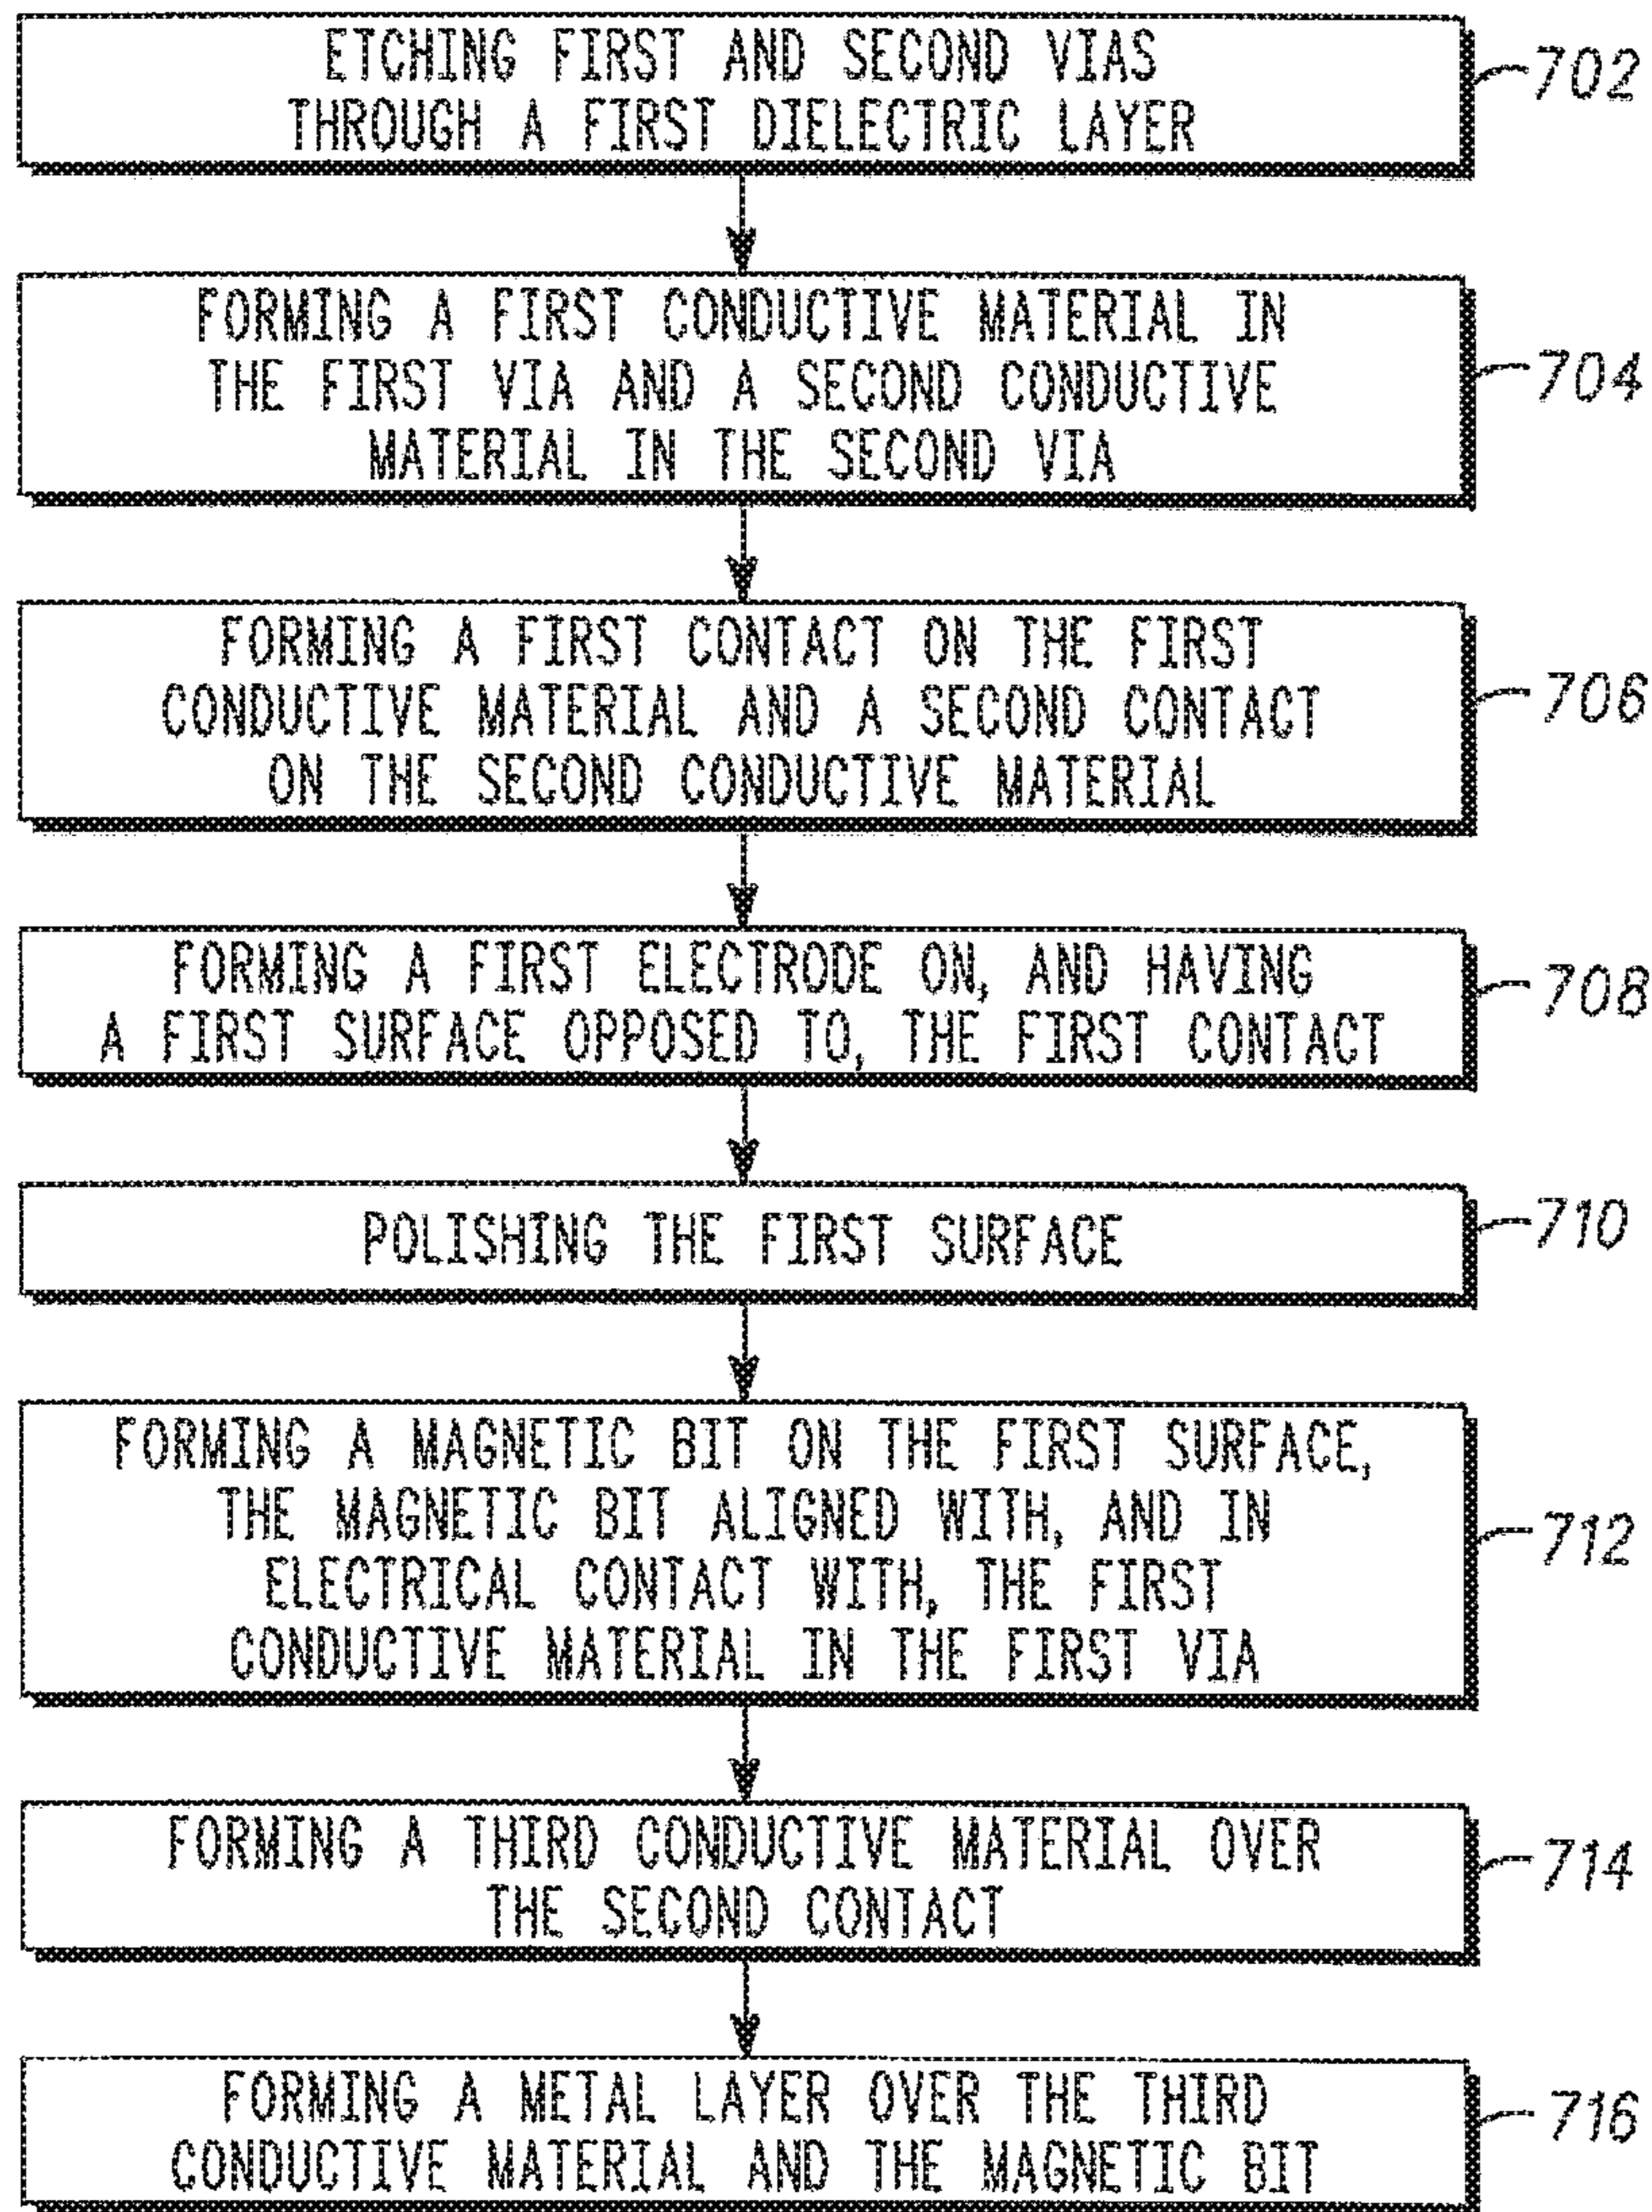 ETCHING FIRST AND SECOND VIAS
THROUGH A FIRST DIELECTRIC LAYER
702
FORMING A FIRST CONDUCTIVE MATERIAL IN
THE FIRST VIA AND A SECOND CONDUCTIVE
MATERIAL IN THE SECOND VIA
704
FORMING A FIRST CONTACT ON THE FIRST
CONDUCTIVE MATERIAL AND A SECOND CONTACT
ON THE SECOND CONDUCTIVE MATERIAL
706
FORMING A FIRST ELECTRODE ON, AND HAVING
A FIRST SURFACE OPPOSED TO, THE FIRST CONTACT
708
POLISHING THE FIRST SURFACE
710
FORMING A MAGNETIC BIT ON THE FIRST SURFACE,
THE MAGNETIC BIT ALIGNED WITH, AND IN
ELECTRICAL CONTACT WITH, THE FIRST
CONDUCTIVE MATERIAL IN THE FIRST VIA
712
FORMING A THIRD CONDUCTIVE MATERIAL OVER
THE SECOND CONTACT
714
FORMING A METAL LAYER OVER THE THIRD
CONDUCTIVE MATERIAL AND THE MAGNETIC BIT
716